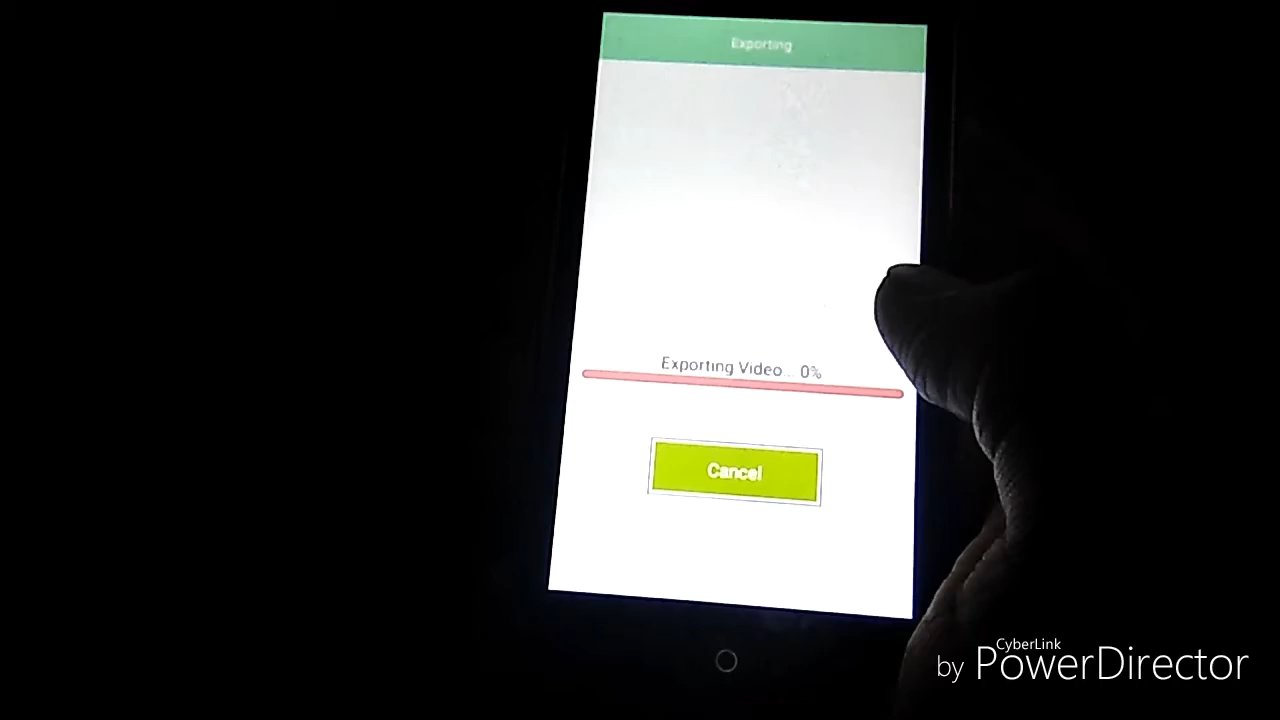 Exporting
Exporting Video... 0%
Cancel
CyberLink
by PowerDirector